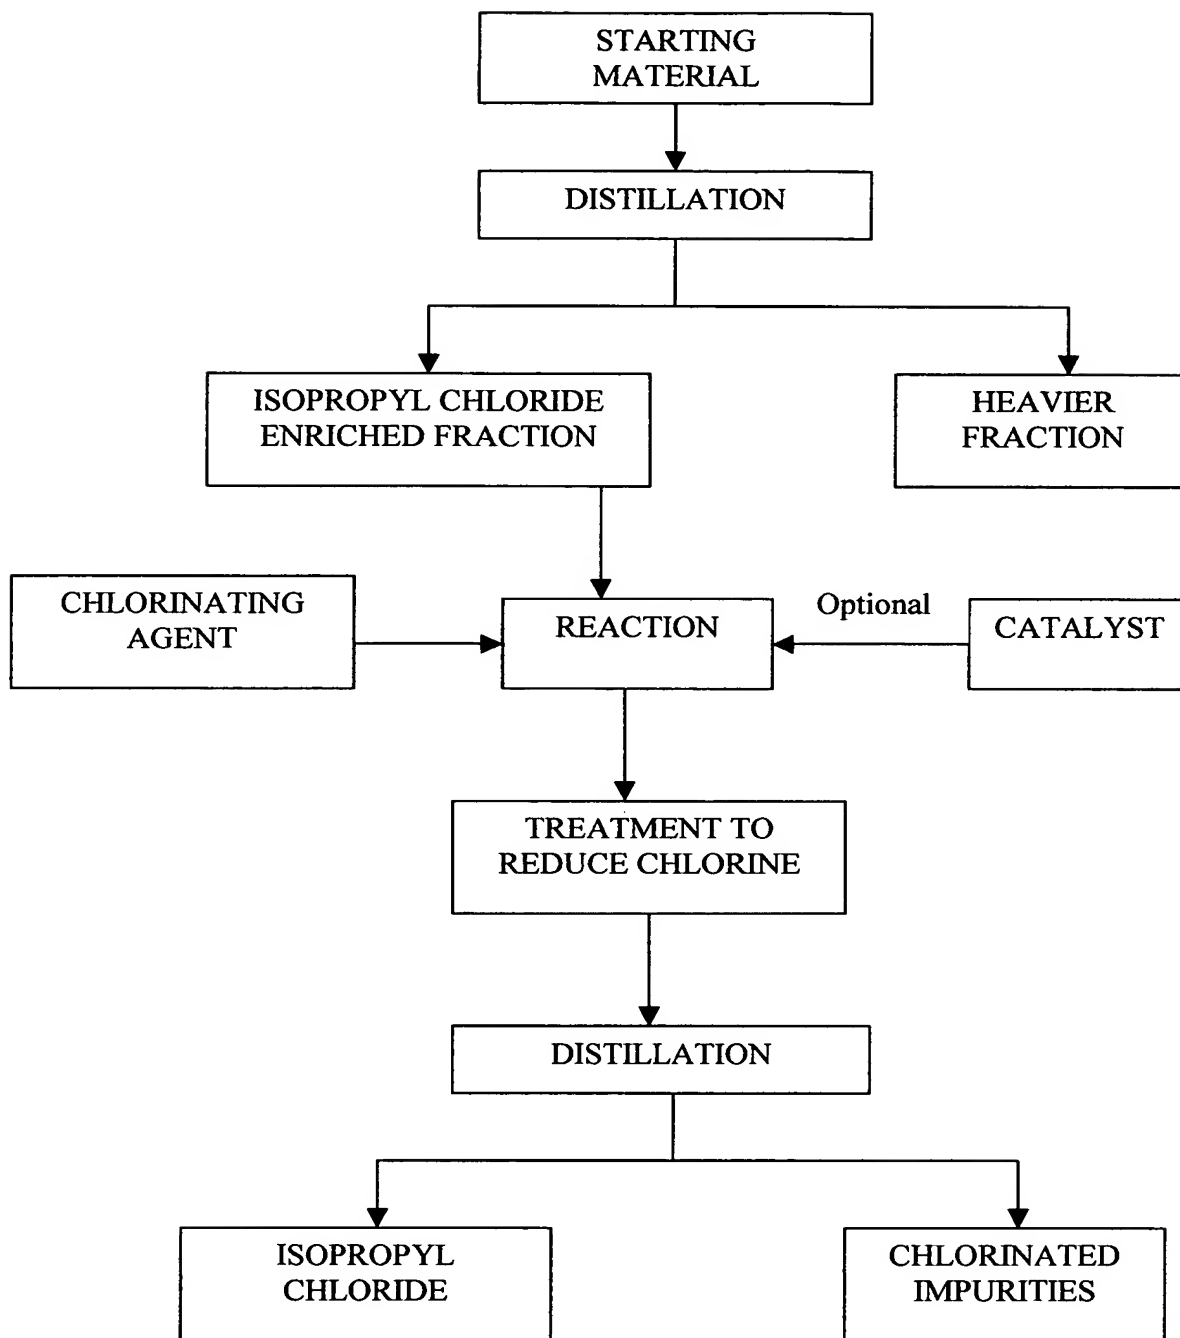 STARTING
MATERIAL
DISTILLATION
ISOPROPYL CHLORIDE
ENRICHED FRACTION
HEAVIER
FRACTION
CHLORINATING
AGENT
REACTION
Optional
CATALYST
TREATMENT TO
REDUCE CHLORINE
DISTILLATION
ISOPROPYL
CHLORIDE
CHLORINATED
IMPURITIES